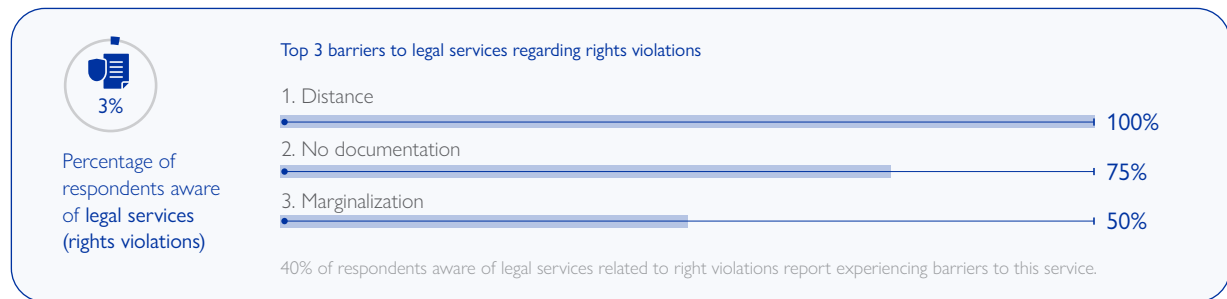 3%
Percentage of
respondents aware
of legal services
(rights violations)
Top 3 barriers to legal services regarding rights violations
1. Distance
100%
2. No documentation
75%
3. Marginalization
50%
40% of respondents aware of legal services related to right violations report experiencing barriers to this service.